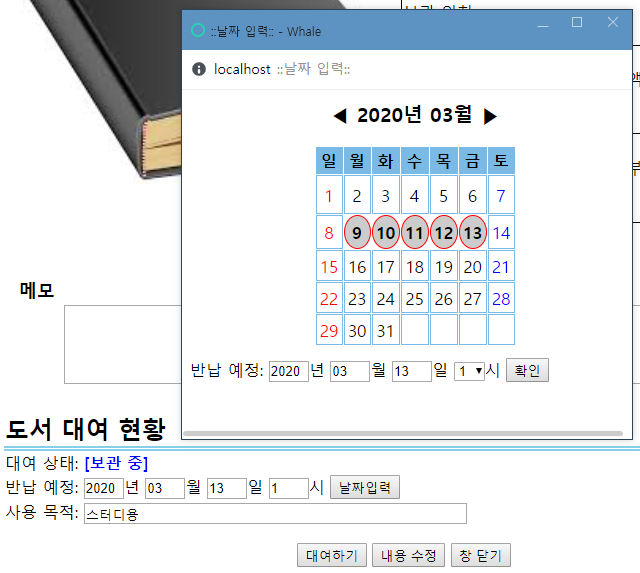 ::날짜 입력:: - Whale
localhost ::날짜 입력::
◀ 2020년 03월 ▶
일 월 화 수 목 금 토
1 2 3 4 5 6 7
8 9 10 11 12 13 14
15 16 17 18 19 20 21
22 23 24 25 26 27 28
29 30 31
반납 예정: 2020 년 03 월 13 일 1 시 확인
메모
도서 대여 현황
대여 상태: [보관 중]
반납 예정: 2020 년 03 월 13 일 1 시 날짜입력
사용 목적: 스터디용
대여하기 내용 수정 창 닫기